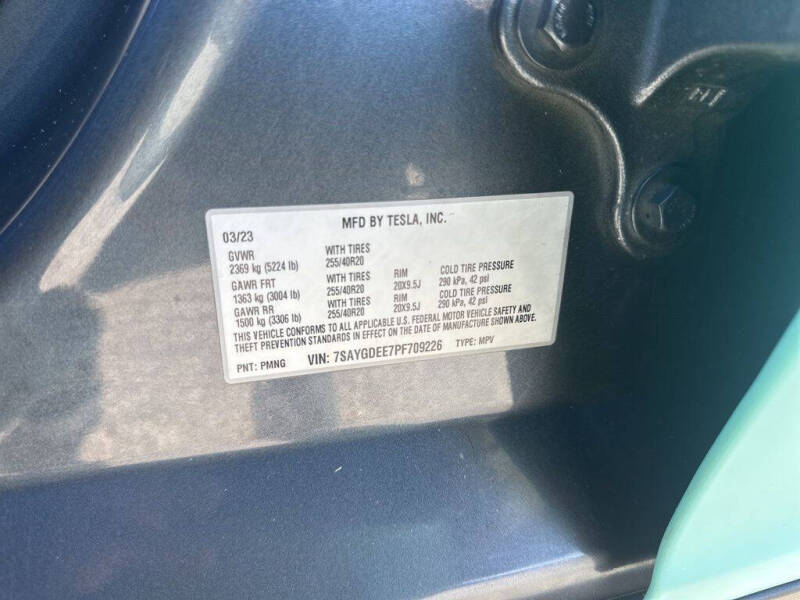 MFD BY TESLA, INC.
03/23
GVWR WITH TIRES
2369 kg (5224 lb) 255/40R20
GAWR FRT WITH TIRES RIM COLD TIRE PRESSURE
1363 kg (3004 lb) 255/40R20 20X9.5J 290 kPa, 42 psi
GAWR RR WITH TIRES RIM COLD TIRE PRESSURE
1500 kg (3306 lb) 255/40R20 20X9.5J 290 kPa, 42 psi
THIS VEHICLE CONFORMS TO ALL APPLICABLE U.S. FEDERAL MOTOR VEHICLE SAFETY AND
THEFT PREVENTION STANDARDS IN EFFECT ON THE DATE OF MANUFACTURE SHOWN ABOVE.
PNT: PMNG VIN: 7SAYGDEE7PF709226 TYPE: MPV